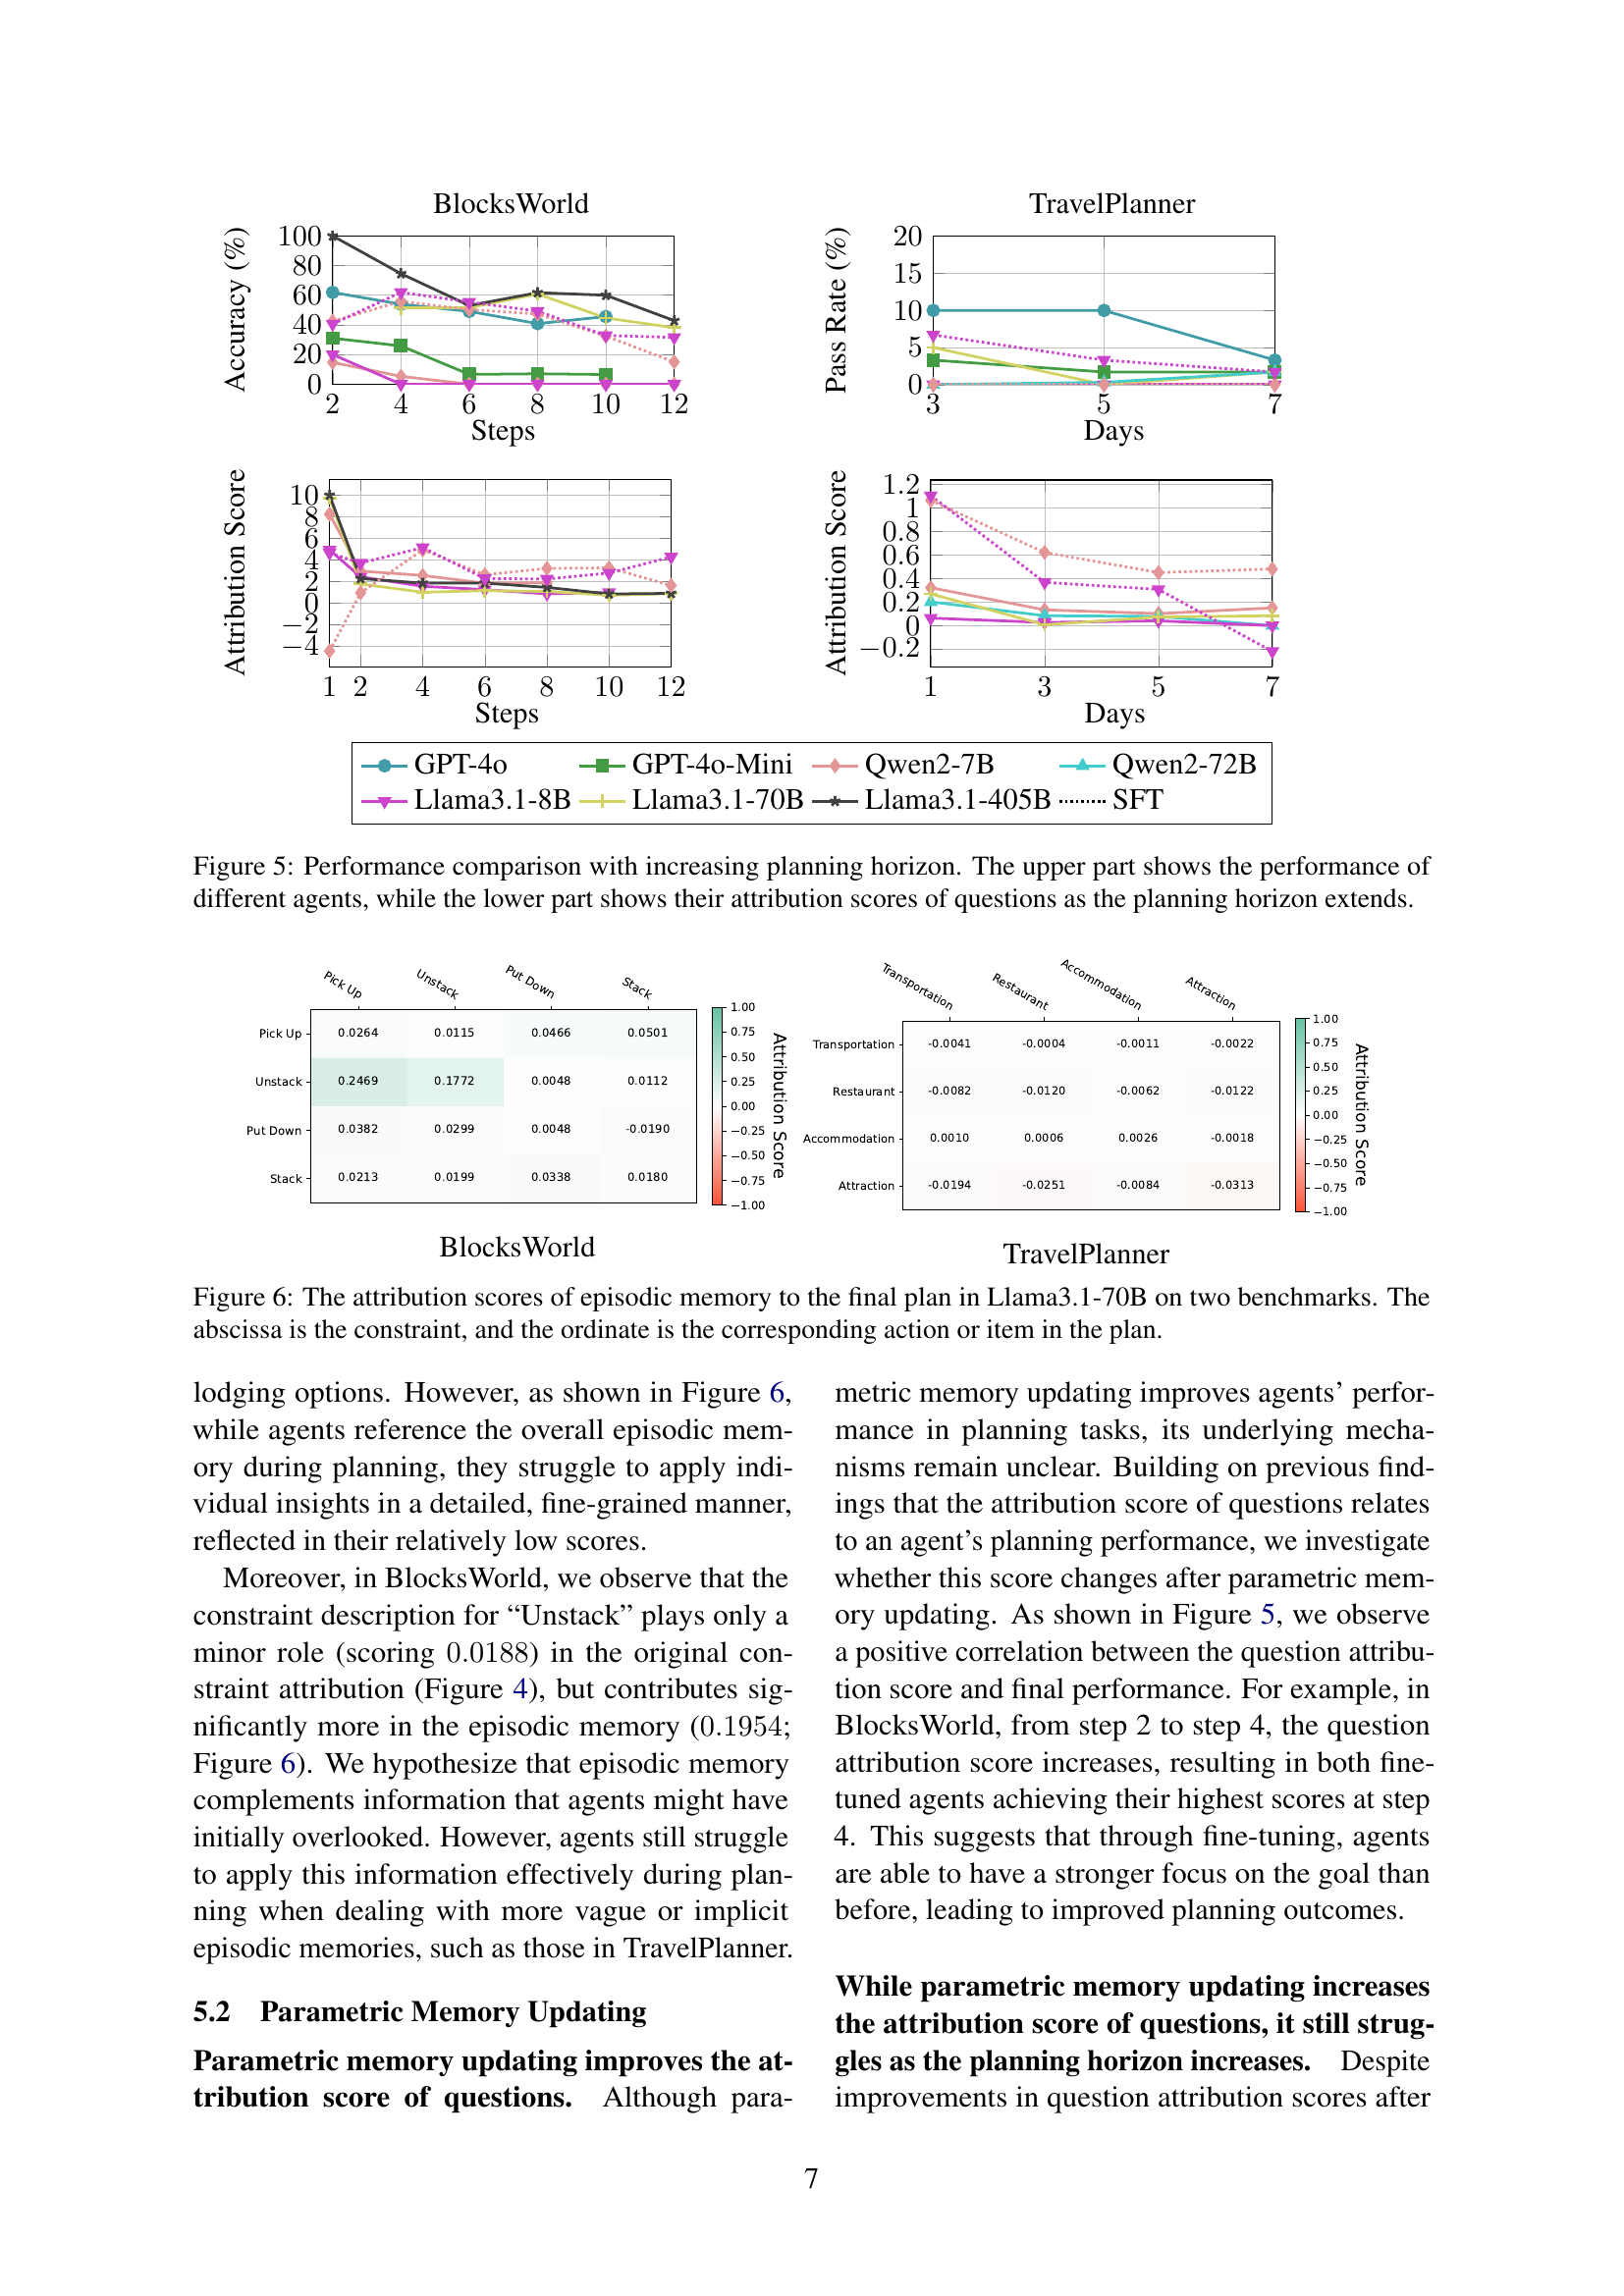 BlocksWorld
Accuracy (%)
100
80
60
40
20
0
2 4 6 8 10 12
Steps
TravelPlanner
Pass Rate (%)
20
15
10
5
0
3 5 7
Days
Attribution Score
10
8
6
4
2
0
−2
−4
1 2 4 6 8 10 12
Steps
Attribution Score
1.2
1
0.8
0.6
0.4
0.2
0
−0.2
1 3 5 7
Days
GPT-4o GPT-4o-Mini Qwen2-7B Qwen2-72B
Llama3.1-8B Llama3.1-70B Llama3.1-405B SFT
Figure 5: Performance comparison with increasing planning horizon. The upper part shows the performance of
different agents, while the lower part shows their attribution scores of questions as the planning horizon extends.
Pick Up Unstack Put Down Stack
Pick Up 0.0264 0.0115 0.0466 0.0501
Unstack 0.2469 0.1772 0.0048 0.0112
Put Down 0.0382 0.0299 0.0048 -0.0190
Stack 0.0213 0.0199 0.0338 0.0180
1.00
0.75
0.50
0.25
0.00
−0.25
−0.50
−0.75
−1.00
Attribution Score
BlocksWorld
Transportation Restaurant Accommodation Attraction
Transportation -0.0041 -0.0004 -0.0011 -0.0022
Restaurant -0.0082 -0.0120 -0.0062 -0.0122
Accommodation 0.0010 0.0006 0.0026 -0.0018
Attraction -0.0194 -0.0251 -0.0084 -0.0313
1.00
0.75
0.50
0.25
0.00
−0.25
−0.50
−0.75
−1.00
Attribution Score
TravelPlanner
Figure 6: The attribution scores of episodic memory to the final plan in Llama3.1-70B on two benchmarks. The
abscissa is the constraint, and the ordinate is the corresponding action or item in the plan.
lodging options. However, as shown in Figure 6,
while agents reference the overall episodic mem-
ory during planning, they struggle to apply indi-
vidual insights in a detailed, fine-grained manner,
reflected in their relatively low scores.
Moreover, in BlocksWorld, we observe that the
constraint description for “Unstack” plays only a
minor role (scoring 0.0188) in the original con-
straint attribution (Figure 4), but contributes sig-
nificantly more in the episodic memory (0.1954;
Figure 6). We hypothesize that episodic memory
complements information that agents might have
initially overlooked. However, agents still struggle
to apply this information effectively during plan-
ning when dealing with more vague or implicit
episodic memories, such as those in TravelPlanner.
5.2 Parametric Memory Updating
Parametric memory updating improves the at-
tribution score of questions. Although para-
metric memory updating improves agents’ perfor-
mance in planning tasks, its underlying mecha-
nisms remain unclear. Building on previous find-
ings that the attribution score of questions relates
to an agent’s planning performance, we investigate
whether this score changes after parametric mem-
ory updating. As shown in Figure 5, we observe
a positive correlation between the question attribu-
tion score and final performance. For example, in
BlocksWorld, from step 2 to step 4, the question
attribution score increases, resulting in both fine-
tuned agents achieving their highest scores at step
4. This suggests that through fine-tuning, agents
are able to have a stronger focus on the goal than
before, leading to improved planning outcomes.
While parametric memory updating increases
the attribution score of questions, it still strug-
gles as the planning horizon increases. Despite
improvements in question attribution scores after
7